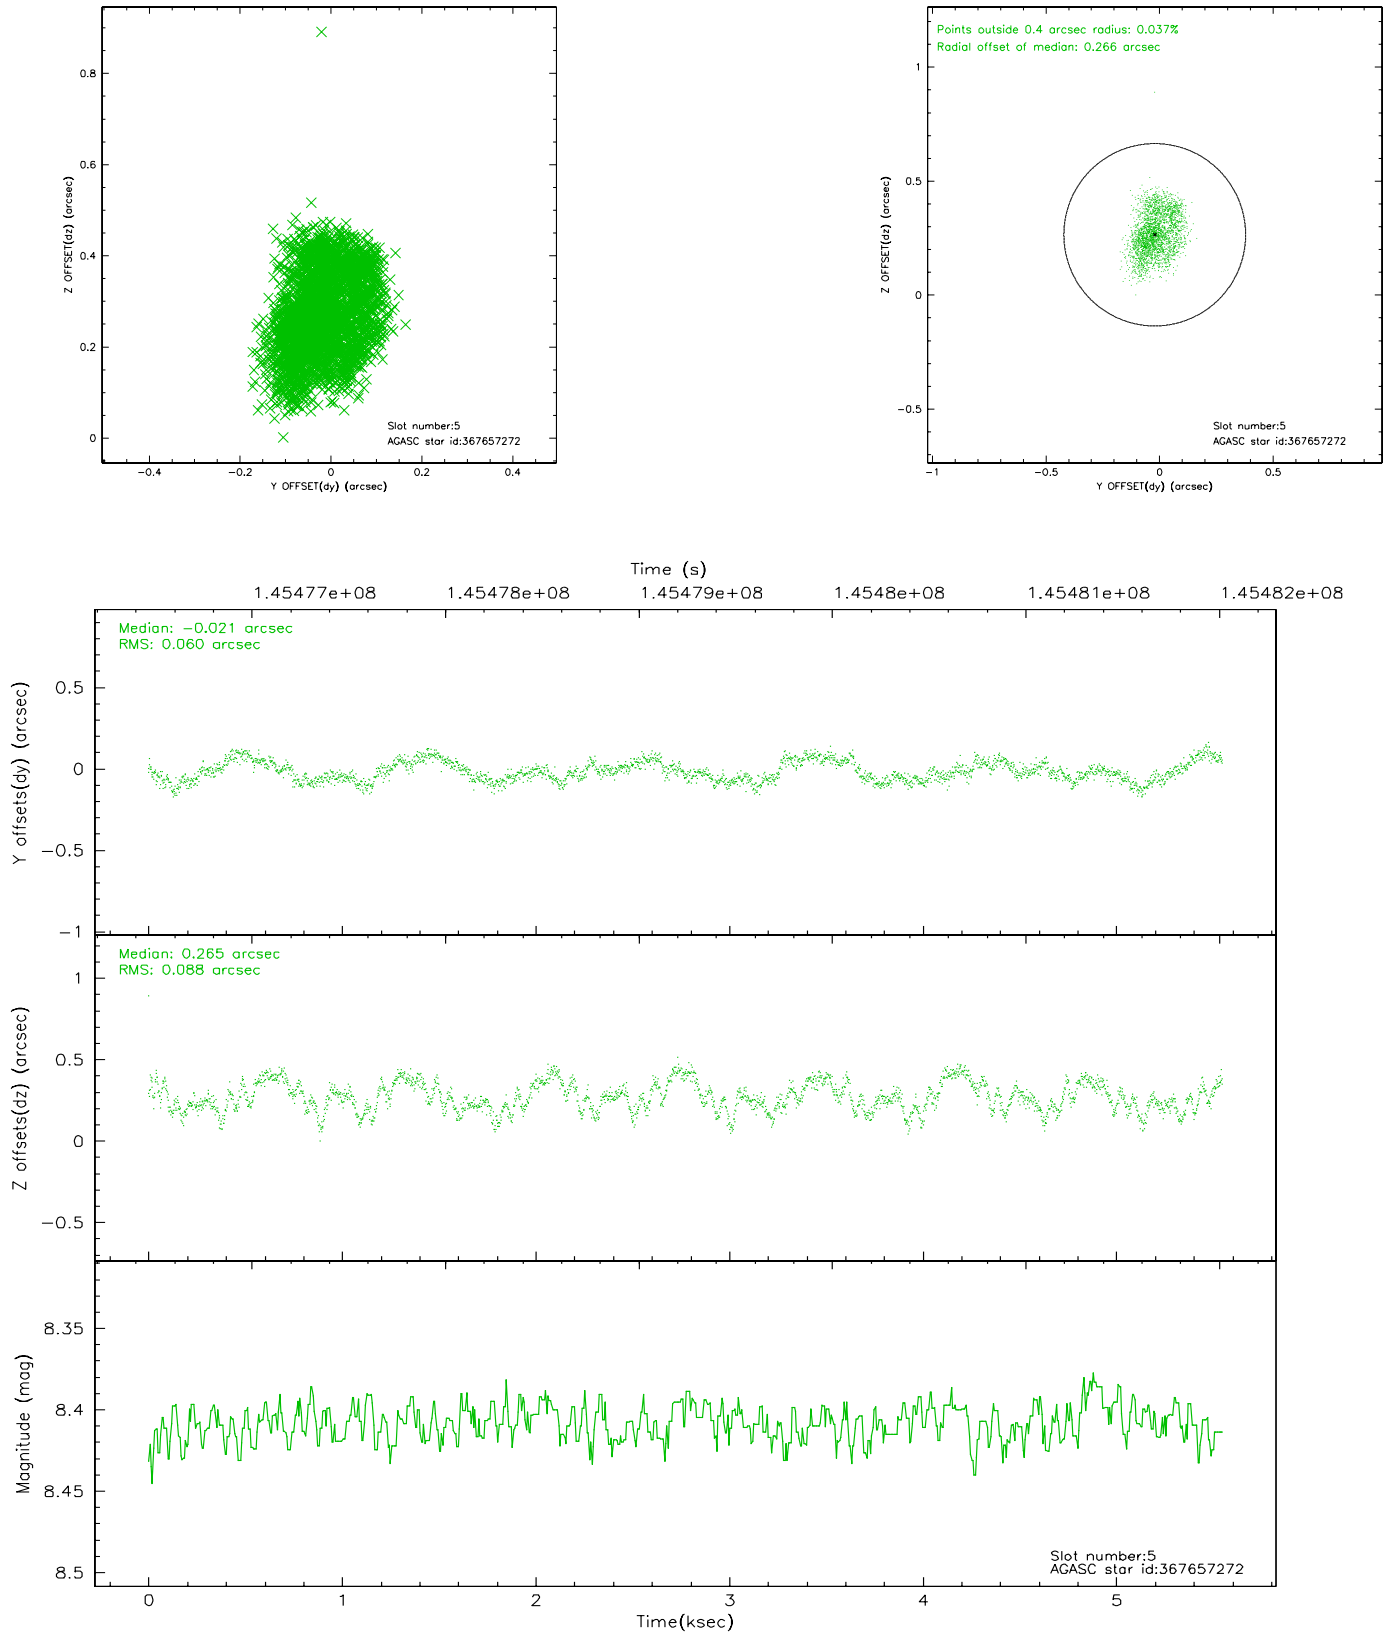 0.8
0.6
0.4
0.2
0
Z OFFSET(dz) (arcsec)
−0.4 −0.2 0 0.2 0.4
Y OFFSET(dy) (arcsec)
Slot number:5
AGASC star id:367657272
Points outside 0.4 arcsec radius: 0.037%
Radial offset of median: 0.266 arcsec
1
0.5
0
−0.5
Z OFFSET(dz) (arcsec)
−1 −0.5 0 0.5
Y OFFSET(dy) (arcsec)
Slot number:5
AGASC star id:367657272
Time (s)
1.45477e+08 1.45478e+08 1.45479e+08 1.4548e+08 1.45481e+08 1.45482e+08
Median: −0.021 arcsec
RMS: 0.060 arcsec
0.5
0
−0.5
−1
Y offsets(dy) (arcsec)
Median: 0.265 arcsec
RMS: 0.088 arcsec
1
0.5
0
−0.5
Z offsets(dz) (arcsec)
8.35
8.4
8.45
8.5
Magnitude (mag)
Slot number:5
AGASC star id:367657272
0 1 2 3 4 5
Time(ksec)